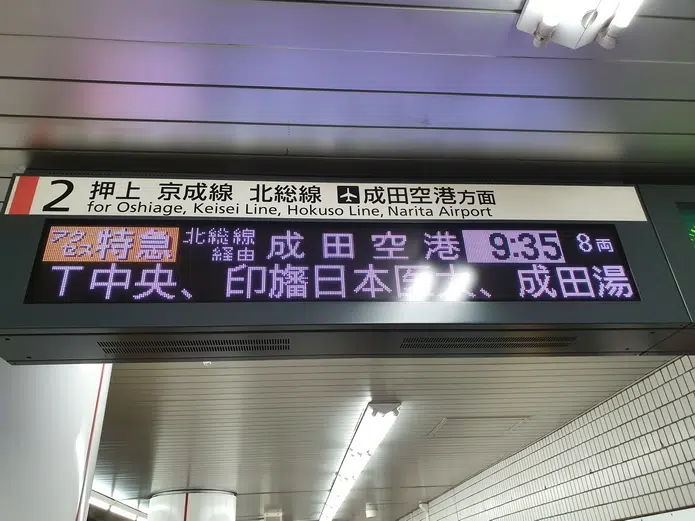 2 押上 京成線 北総線 成田空港方面
for Oshiage, Keisei Line, Hokuso Line, Narita Airport
アクセス特急 北総線経由 成田空港 9:35 8両
T中央、印旛日本医大、成田湯